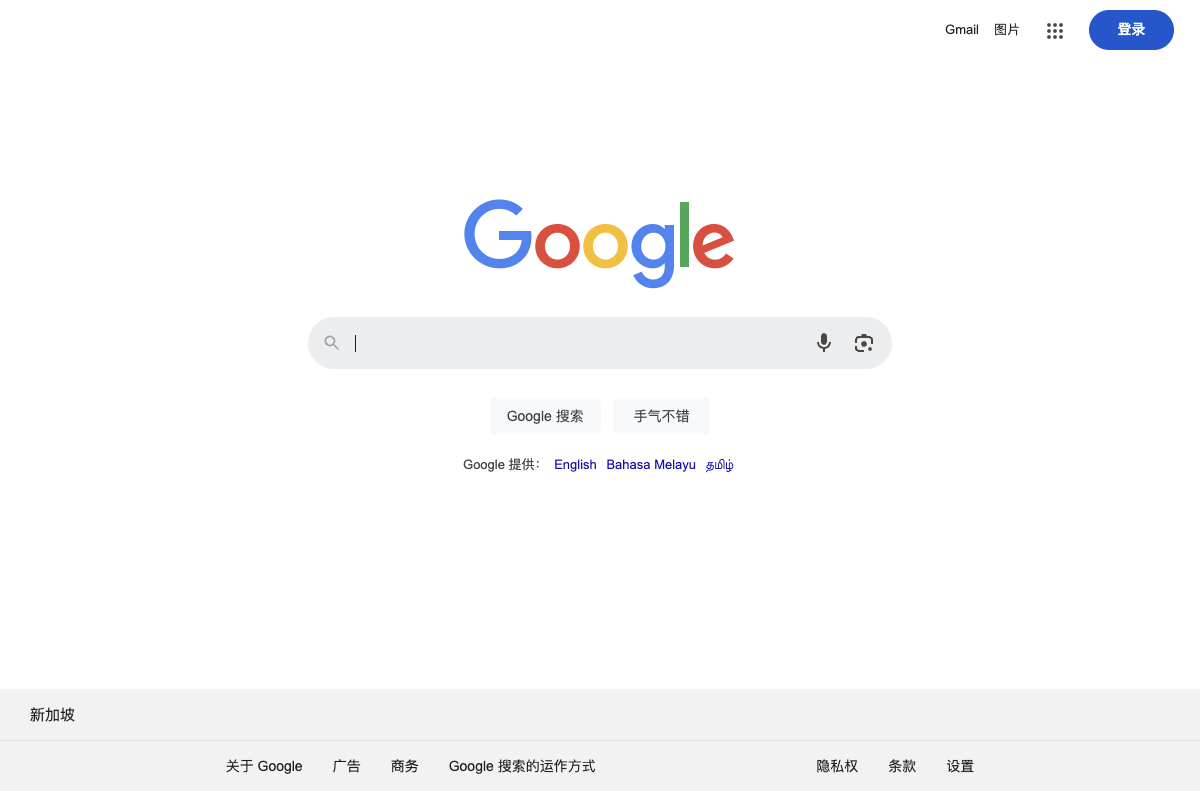 Gmail 图片 登录
Google
Google 搜索 手气不错
Google 提供： English Bahasa Melayu தமிழ்
新加坡
关于 Google 广告 商务 Google 搜索的运作方式 隐私权 条款 设置